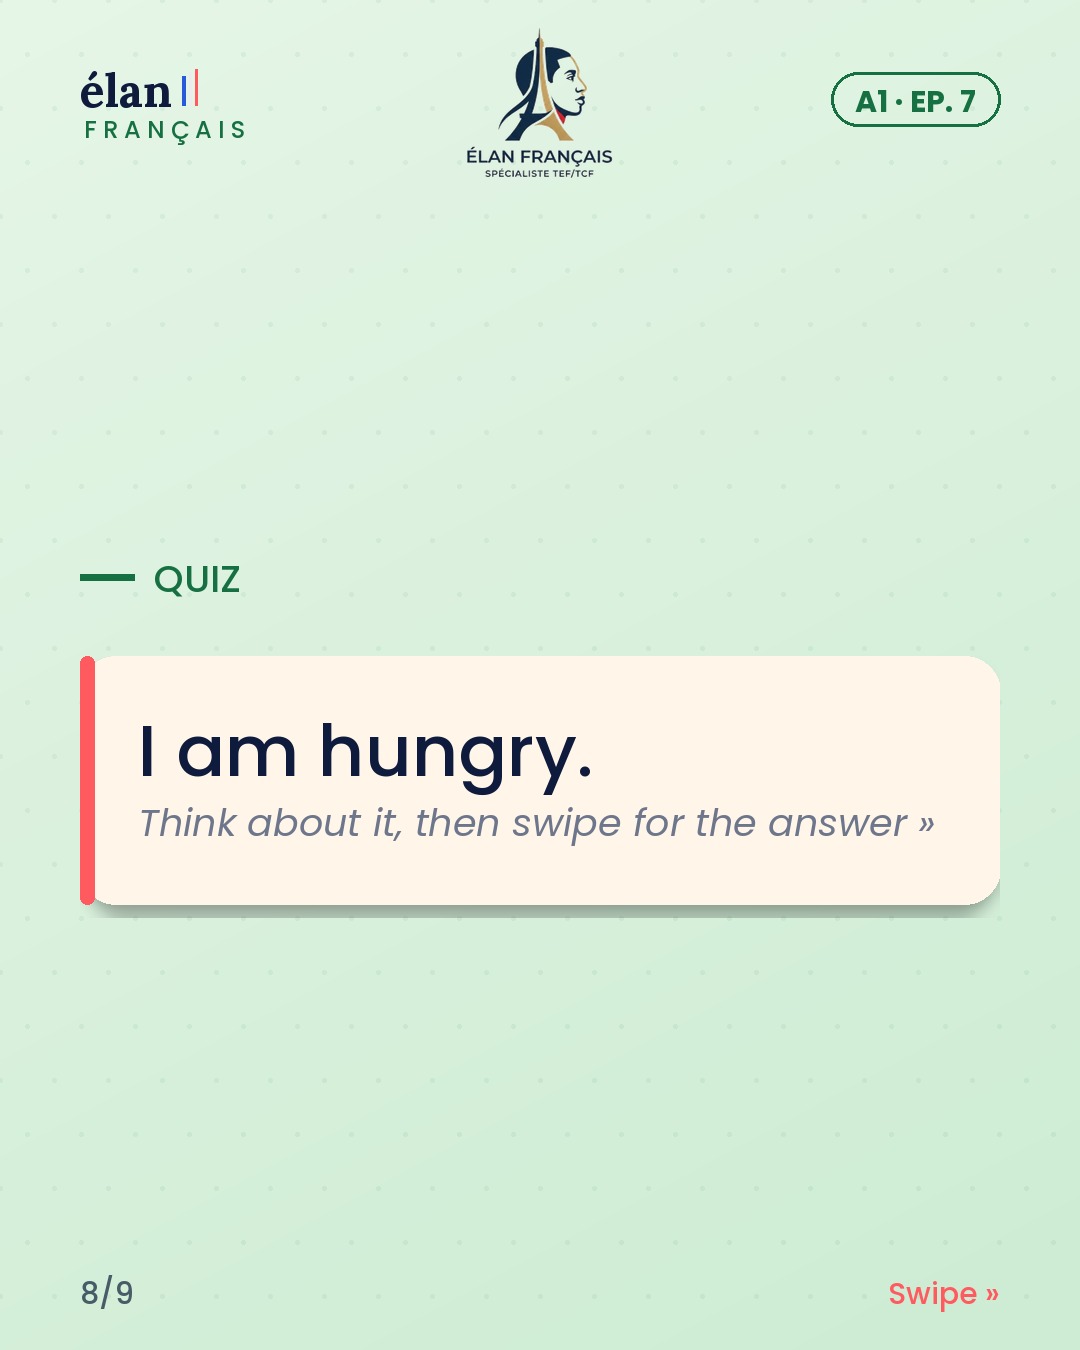 élan
FRANÇAIS
ÉLAN FRANÇAIS
SPÉCIALISTE TEF/TCF
A1 · EP. 7
QUIZ
I am hungry.
Think about it, then swipe for the answer »
8/9
Swipe »